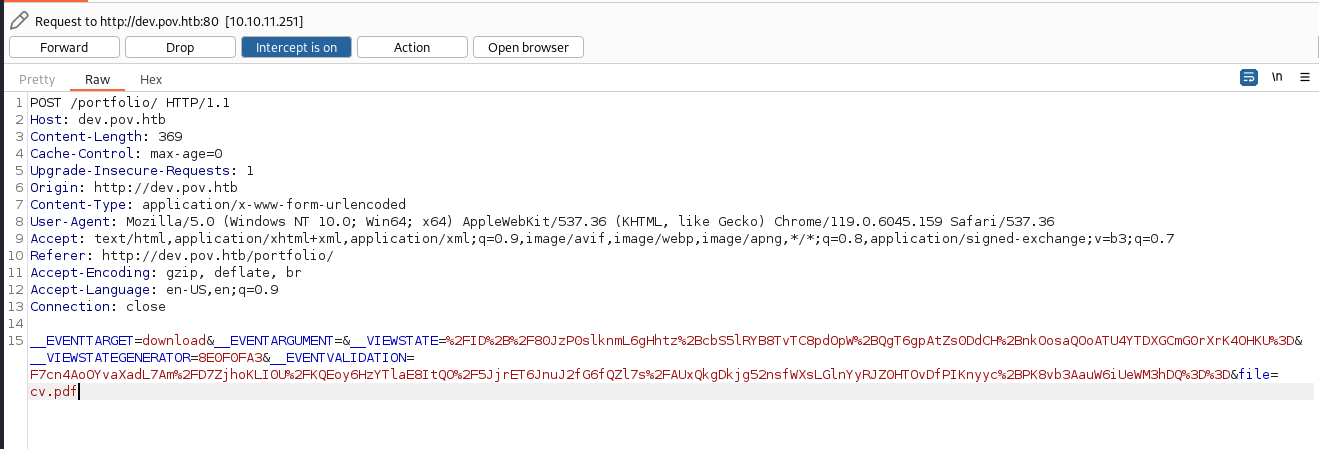 Request to http://dev.pov.htb:80 [10.10.11.251]
Forward Drop Intercept is on Action Open browser
Pretty Raw Hex \n
1 POST /portfolio/ HTTP/1.1
2 Host: dev.pov.htb
3 Content-Length: 369
4 Cache-Control: max-age=0
5 Upgrade-Insecure-Requests: 1
6 Origin: http://dev.pov.htb
7 Content-Type: application/x-www-form-urlencoded
8 User-Agent: Mozilla/5.0 (Windows NT 10.0; Win64; x64) AppleWebKit/537.36 (KHTML, like Gecko) Chrome/119.0.6045.159 Safari/537.36
9 Accept: text/html,application/xhtml+xml,application/xml;q=0.9,image/avif,image/webp,image/apng,*/*;q=0.8,application/signed-exchange;v=b3;q=0.7
10 Referer: http://dev.pov.htb/portfolio/
11 Accept-Encoding: gzip, deflate, br
12 Accept-Language: en-US,en;q=0.9
13 Connection: close
14
15 __EVENTTARGET=download&__EVENTARGUMENT=&__VIEWSTATE=%2FID%2B%2F80JzPOslknmL6gHhtz%2BcbS5lRYB8TvTC8pdOpW%2BQgT6gpAtZs0DdCH%2BnkOosaQOoATU4YTDXGCmG0rXrK4OHKU%3D&
__VIEWSTATEGENERATOR=8E0F0FA3&__EVENTVALIDATION=
F7cn4AoOYvaXadL7Am%2FD7ZjhoKLI0U%2FKQEoy6HzYTlaE8ItQO%2F5JjrET6JnuJ2fG6fQZl7s%2FAUxQkgDkjg52nsfWXsLGlnYyRJZ0HTOvDfPIKnyyc%2BPK8vb3AauW6iUeWM3hDQ%3D%3D&file=
cv.pdf